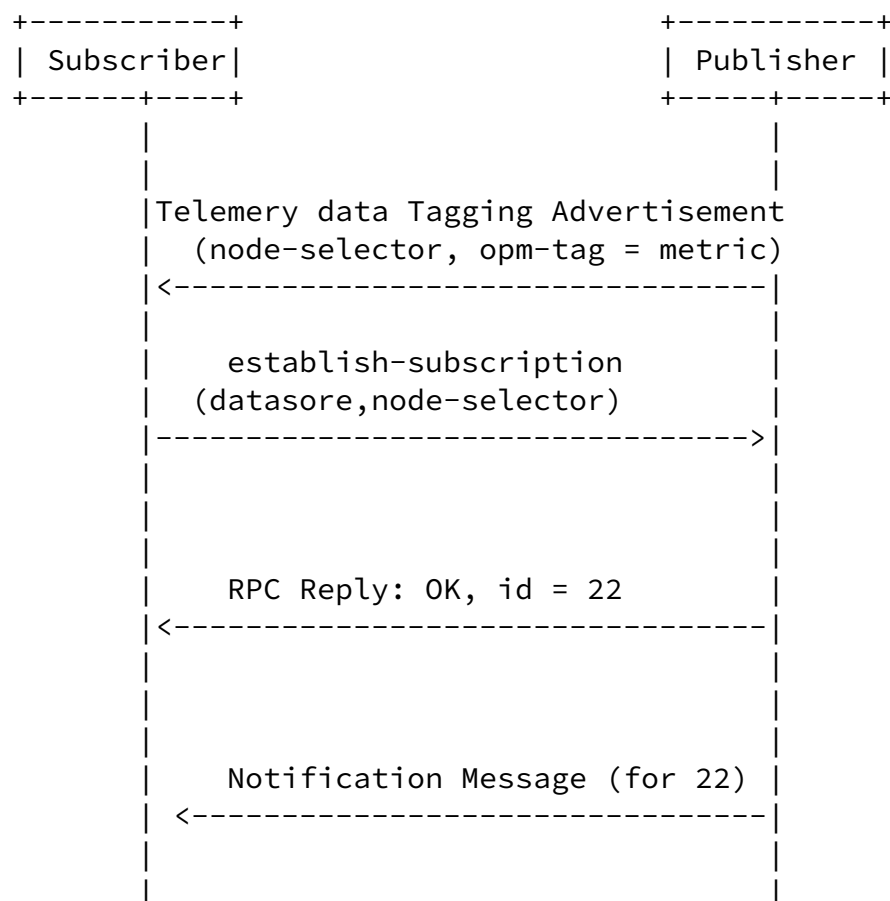 Subscriber
Publisher
Telemery data Tagging Advertisement
(node-selector, opm-tag = metric)
establish-subscription
(datasore,node-selector)
RPC Reply: OK, id = 22
Notification Message (for 22)